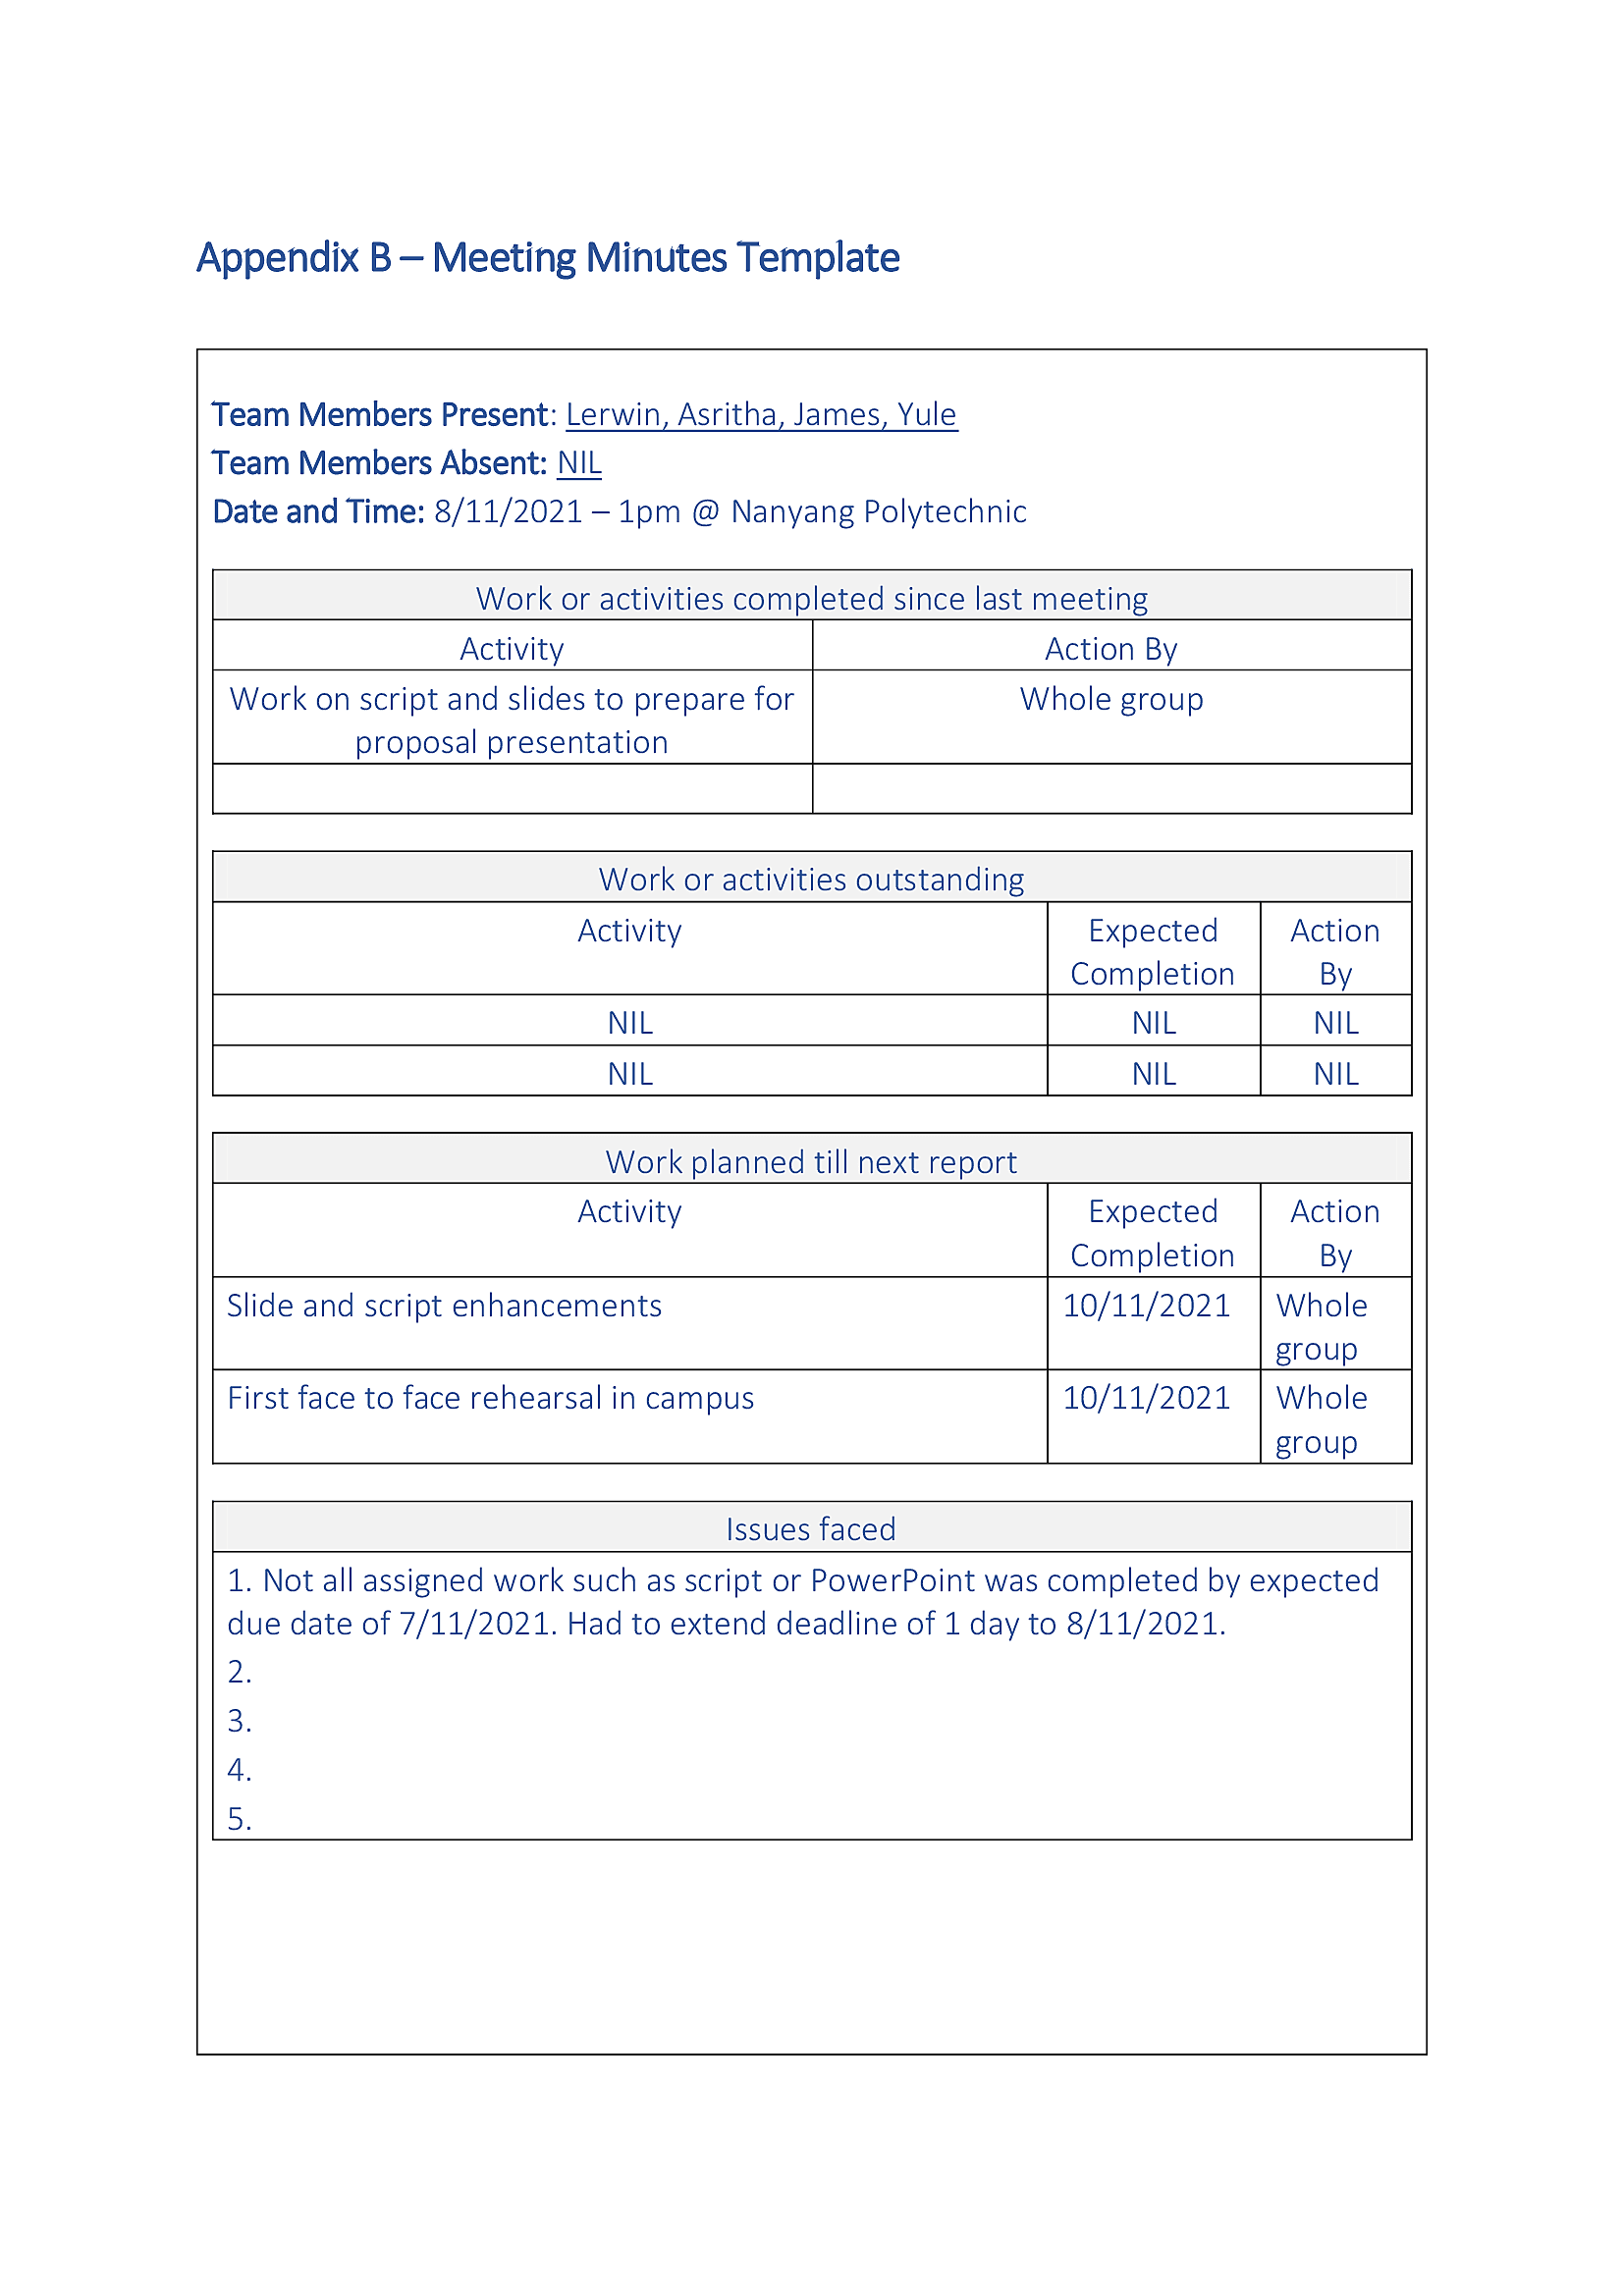 Appendix B – Meeting Minutes Template
Team Members Present: Lerwin, Asritha, James, Yule
Team Members Absent: NIL
Date and Time: 8/11/2021 – 1pm @ Nanyang Polytechnic
Work or activities completed since last meeting
Activity Action By
Work on script and slides to prepare for Whole group
proposal presentation
Work or activities outstanding
Activity Expected Action
Completion By
NIL NIL NIL
NIL NIL NIL
Work planned till next report
Activity Expected Action
Completion By
Slide and script enhancements 10/11/2021 Whole
group
First face to face rehearsal in campus 10/11/2021 Whole
group
Issues faced
1. Not all assigned work such as script or PowerPoint was completed by expected
due date of 7/11/2021. Had to extend deadline of 1 day to 8/11/2021.
2.
3.
4.
5.